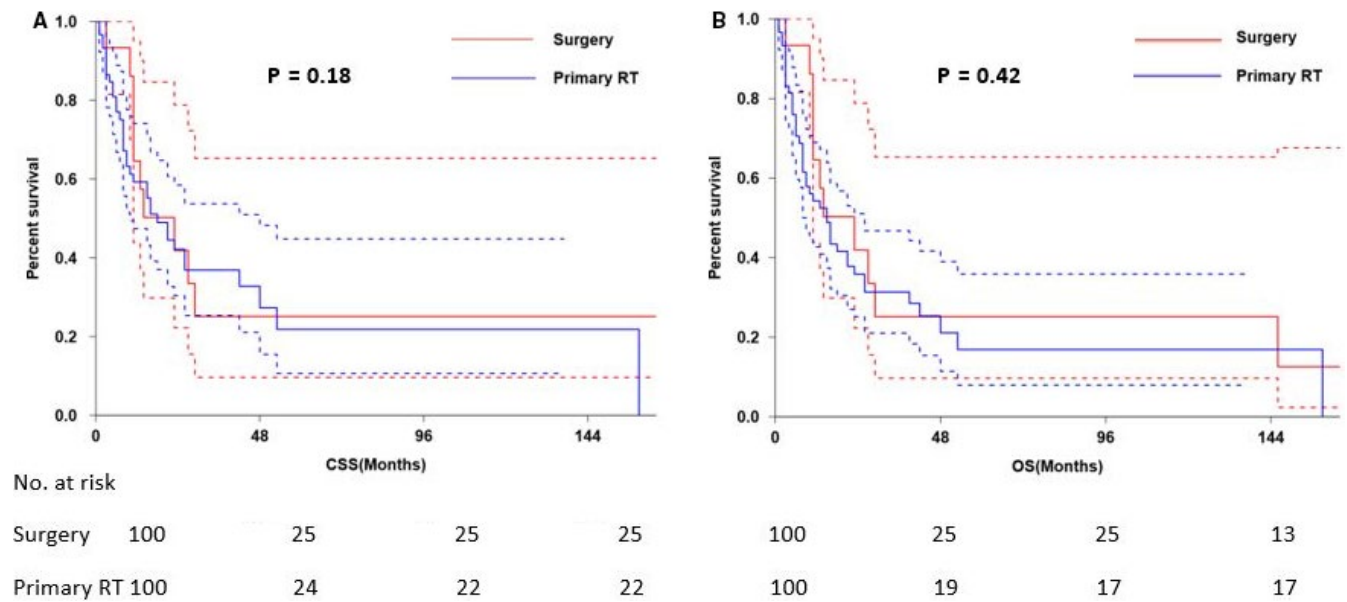 A
1.0
0.8
0.6
0.4
0.2
0.0
Percent survival
P = 0.18
Surgery
Primary RT
0 48 96 144
CSS(Months)
B
1.0
0.8
0.6
0.4
0.2
0.0
Percent survival
P = 0.42
Surgery
Primary RT
0 48 96 144
OS(Months)
No. at risk
Surgery 100 25 25 25 100 25 25 13
Primary RT 100 24 22 22 100 19 17 17